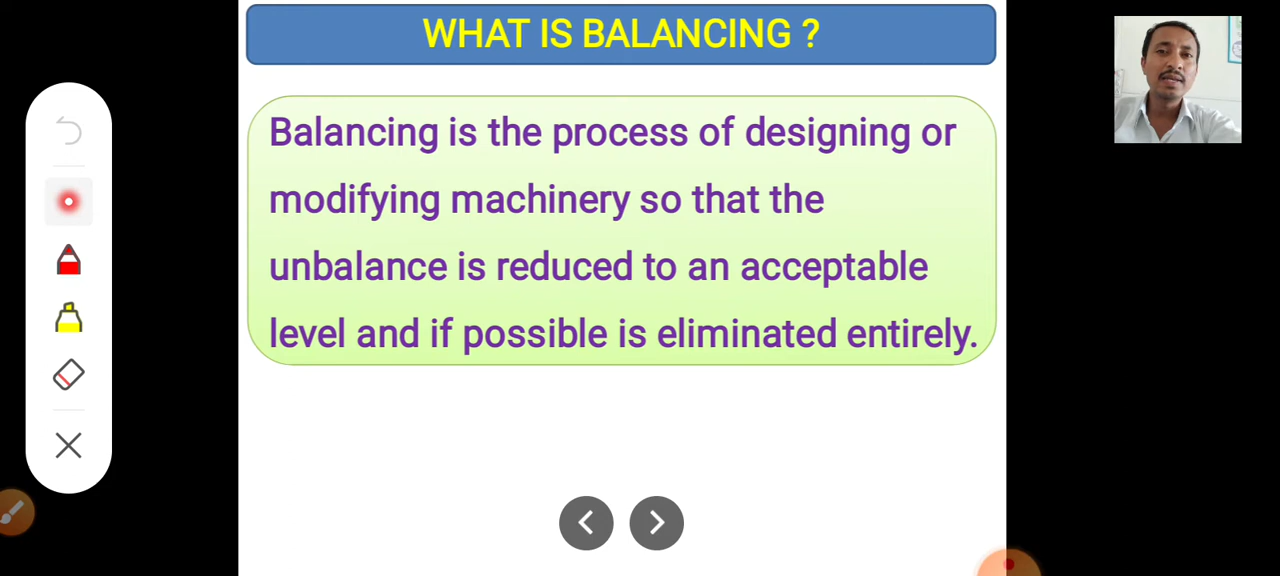 WHAT IS BALANCING ?
Balancing is the process of designing or
modifying machinery so that the
unbalance is reduced to an acceptable
level and if possible is eliminated entirely.